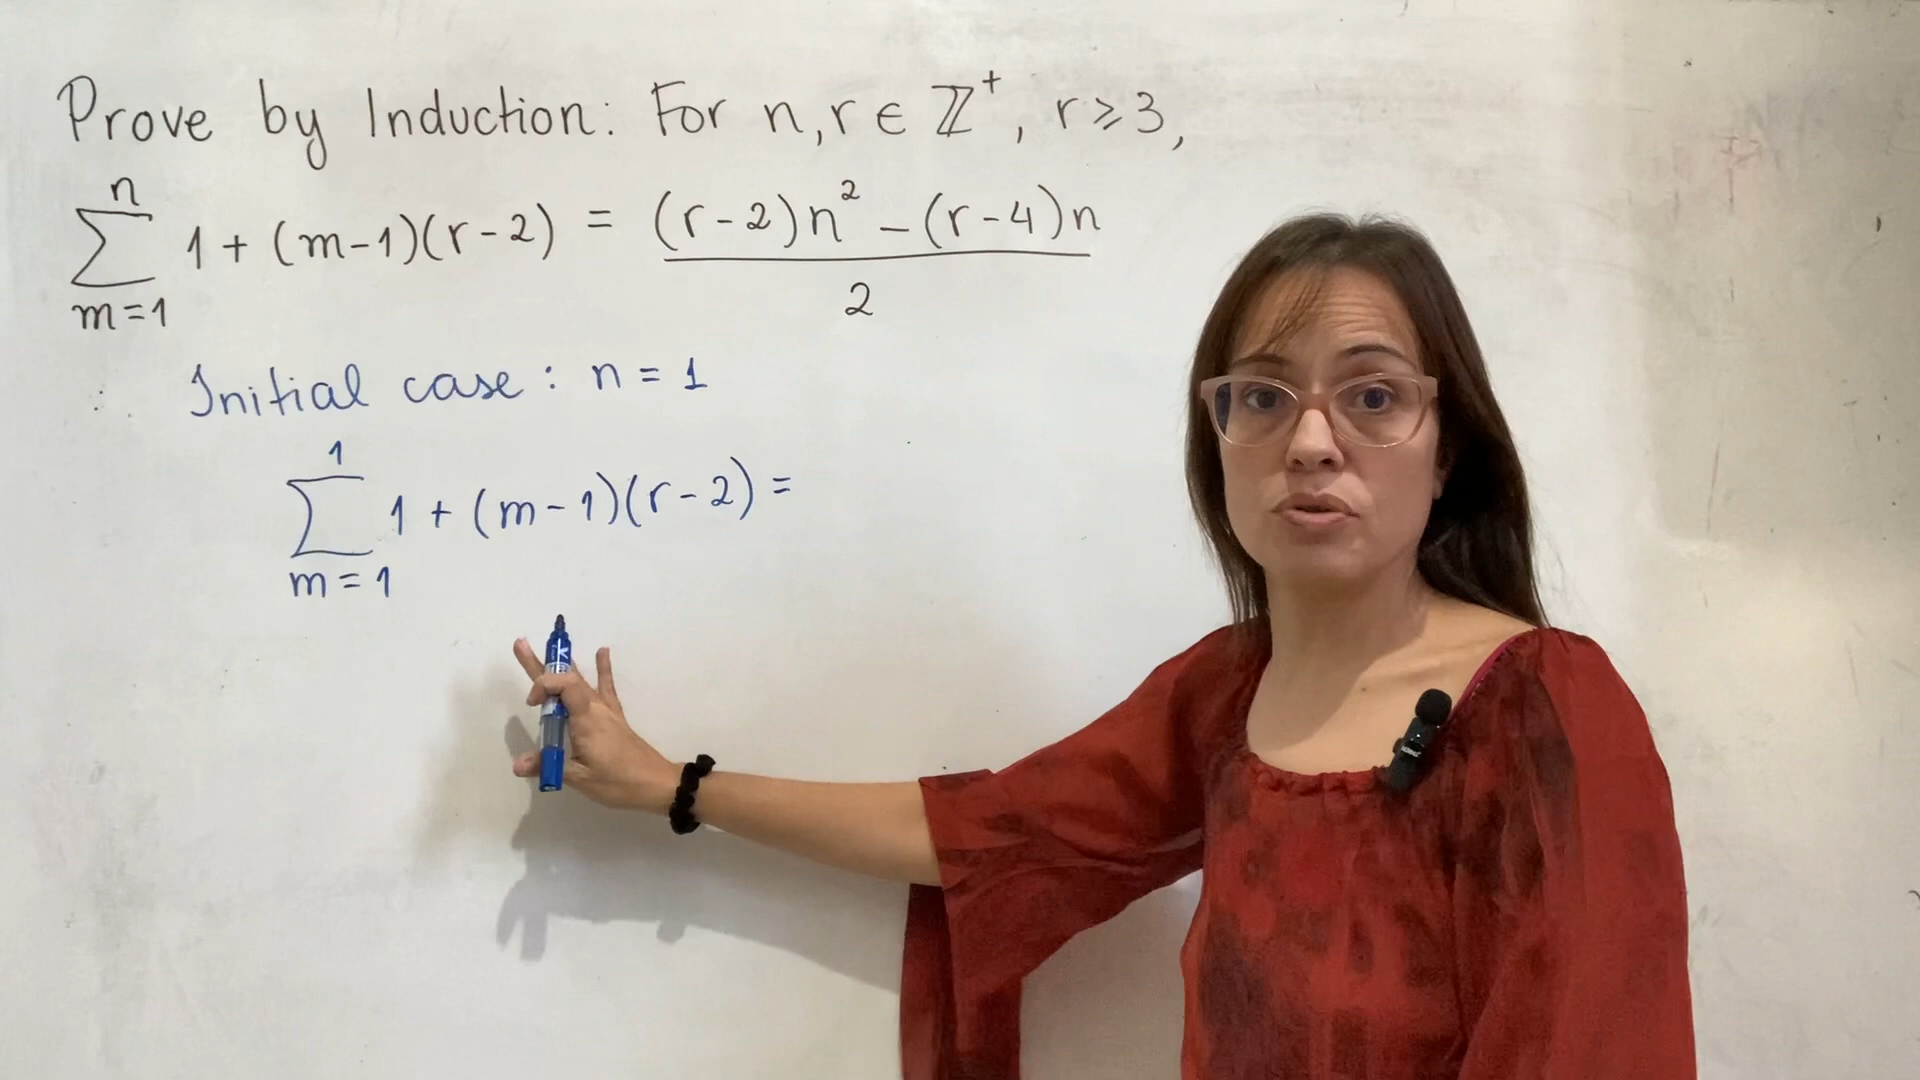 Prove by Induction: For n, r ∈ ℤ⁺, r ⩾ 3,
n
∑ 1 + (m-1)(r-2) = (r-2)n² - (r-4)n
m=1 2
Initial case: n = 1
1
∑ 1 + (m-1)(r-2) =
m=1